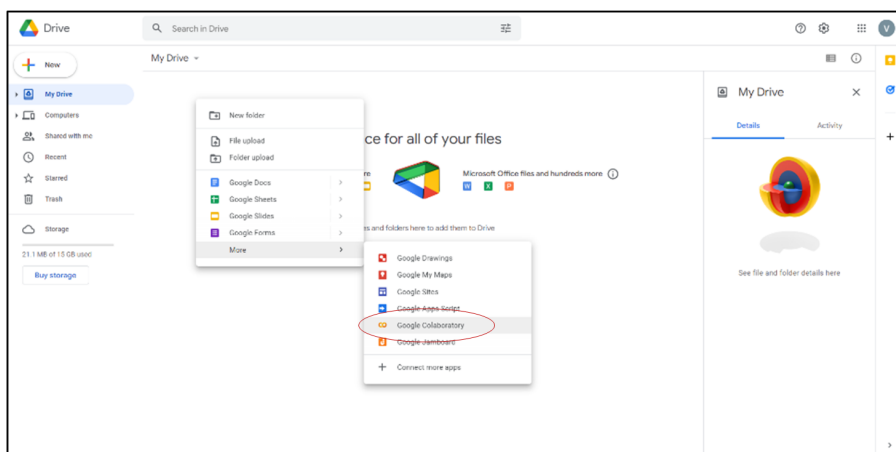 Drive
Search in Drive
V
New
My Drive
My Drive
Computers
Shared with me
Recent
Starred
Trash
Storage
21.1 MB of 15 GB used
Buy storage
New folder
File upload
Folder upload
Google Docs
Google Sheets
Google Slides
Google Forms
More
ce for all of your files
re
Microsoft Office files and hundreds more
W X P
es and folders here to add them to Drive
Google Drawings
Google My Maps
Google Sites
Google Apps Script
Google Colaboratory
Google Jamboard
Connect more apps
My Drive
Details
Activity
See file and folder details here